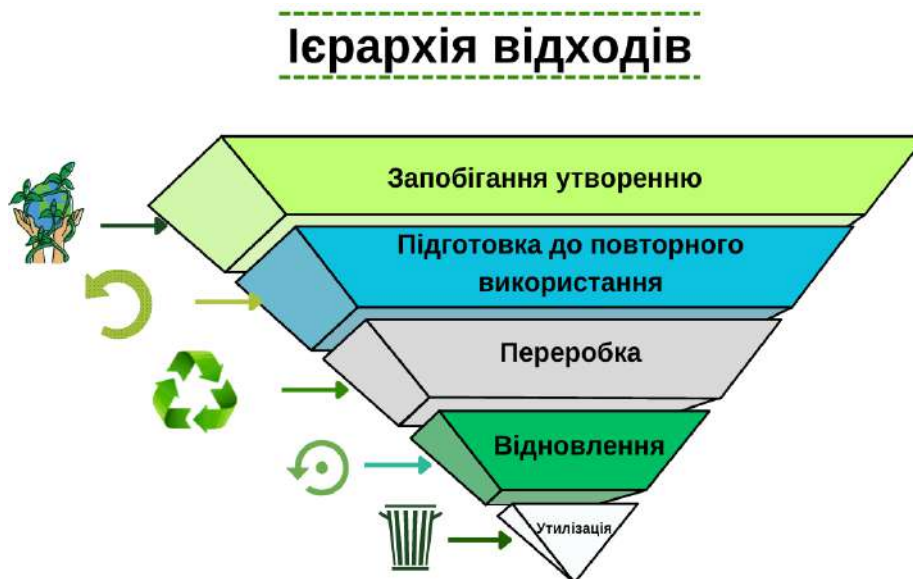 Ієрархія відходів
Запобігання утворенню
Підготовка до повторного
використання
Переробка
Відновлення
Утилізація